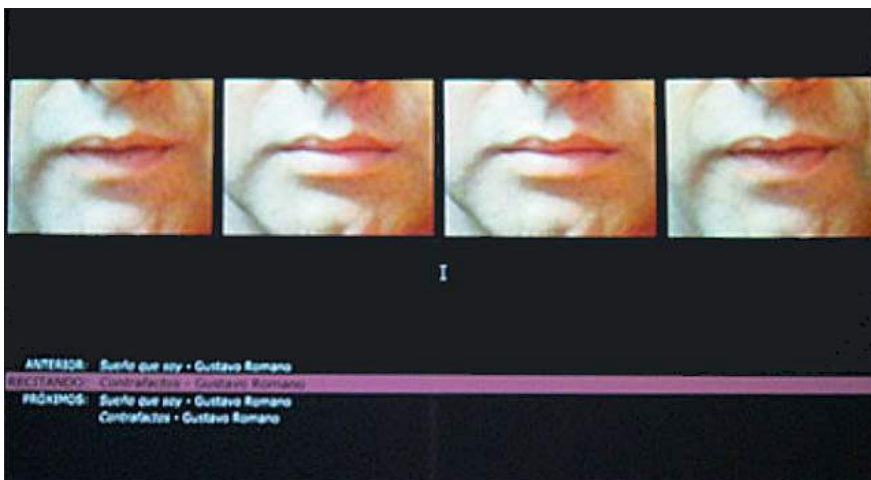 ANTERIOR: Sueño que soy - Gustavo Romano
RECITANDO: Contrafactos - Gustavo Romano
PRÓXIMOS: Sueño que soy - Gustavo Romano
Contrafactos - Gustavo Romano